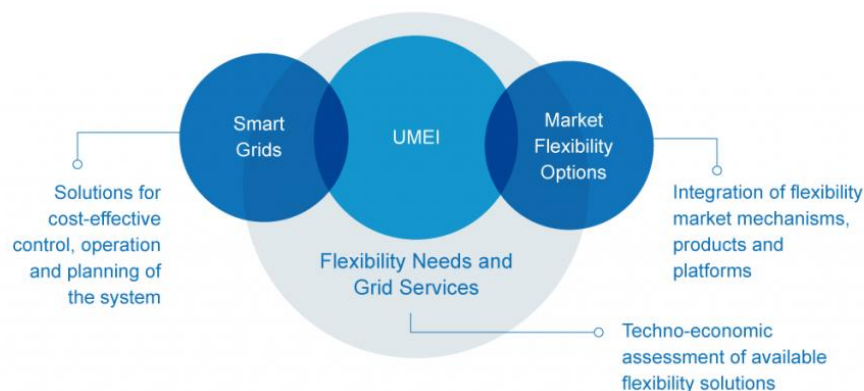 Smart
Grids
UMEI
Market
Flexibility
Options
Solutions for
cost-effective
control, operation
and planning of
the system
Flexibility Needs and
Grid Services
Integration of flexibility
market mechanisms,
products and
platforms
Techno-economic
assessment of available
flexibility solutions